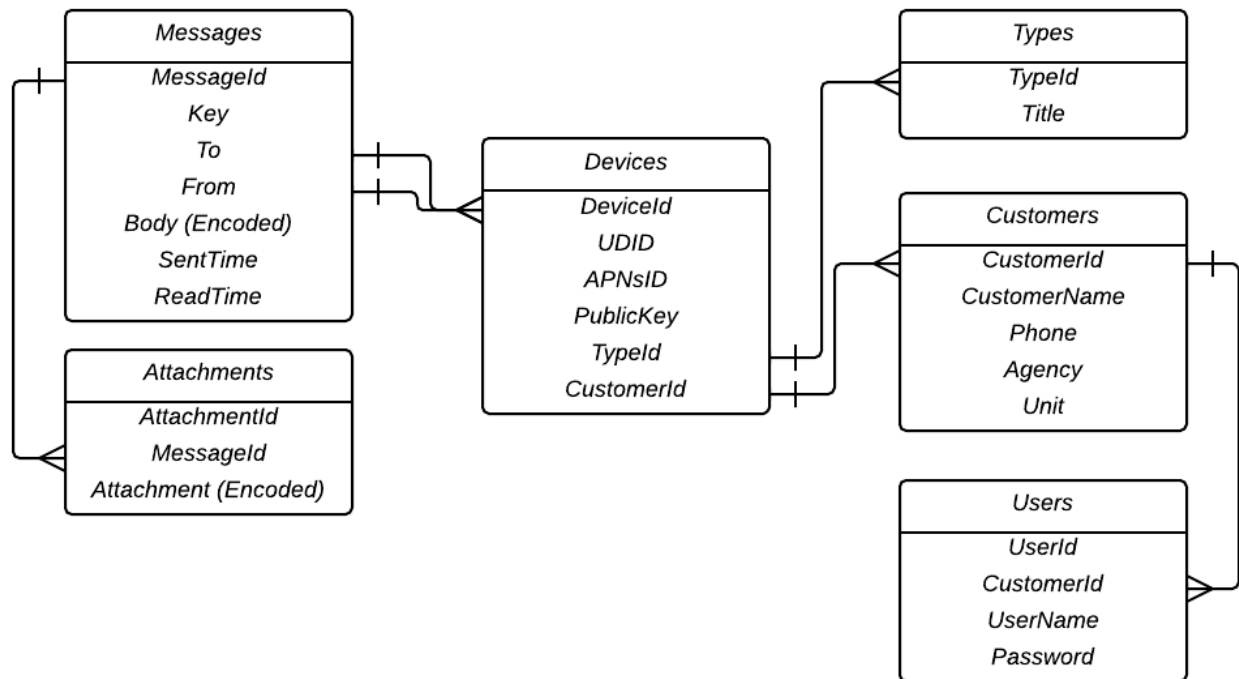 Messages
MessageId
Key
To
From
Body (Encoded)
SentTime
ReadTime
Attachments
AttachmentId
MessageId
Attachment (Encoded)
Devices
DeviceId
UDID
APNsID
PublicKey
TypeId
CustomerId
Types
TypeId
Title
Customers
CustomerId
CustomerName
Phone
Agency
Unit
Users
UserId
CustomerId
UserName
Password